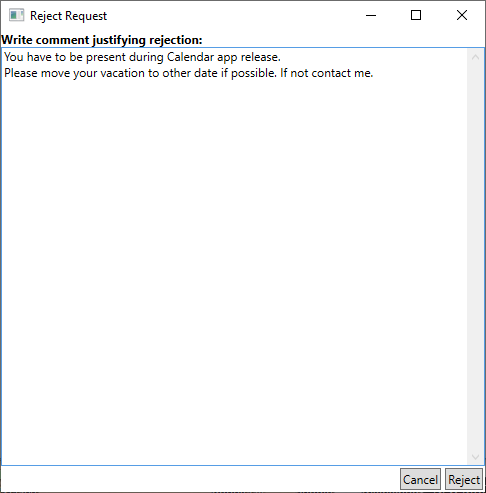 Reject Request
Write comment justifying rejection:
You have to be present during Calendar app release.
Please move your vacation to other date if possible. If not contact me.
Cancel Reject